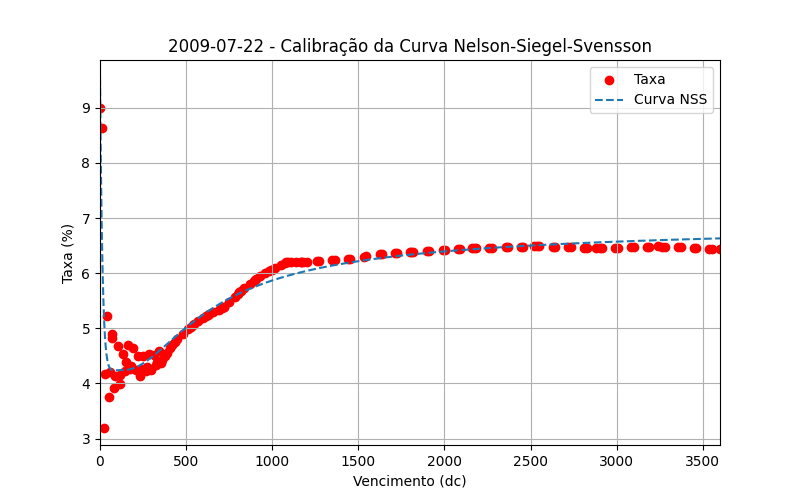 2009-07-22 - Calibração da Curva Nelson-Siegel-Svensson
Taxa
Curva NSS
Taxa (%)
9
8
7
6
5
4
3
0 500 1000 1500 2000 2500 3000 3500
Vencimento (dc)